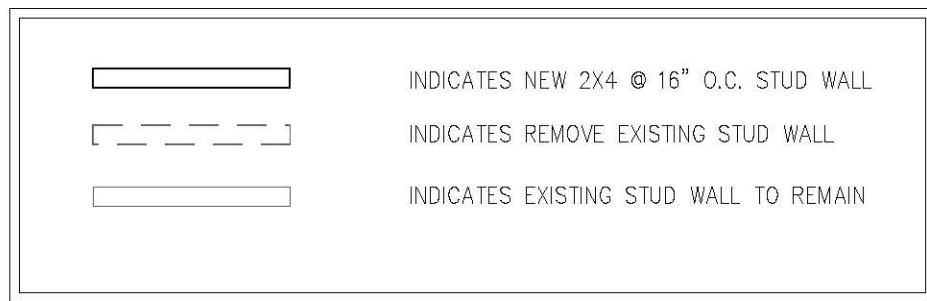 INDICATES NEW 2X4 @ 16" O.C. STUD WALL
INDICATES REMOVE EXISTING STUD WALL
INDICATES EXISTING STUD WALL TO REMAIN